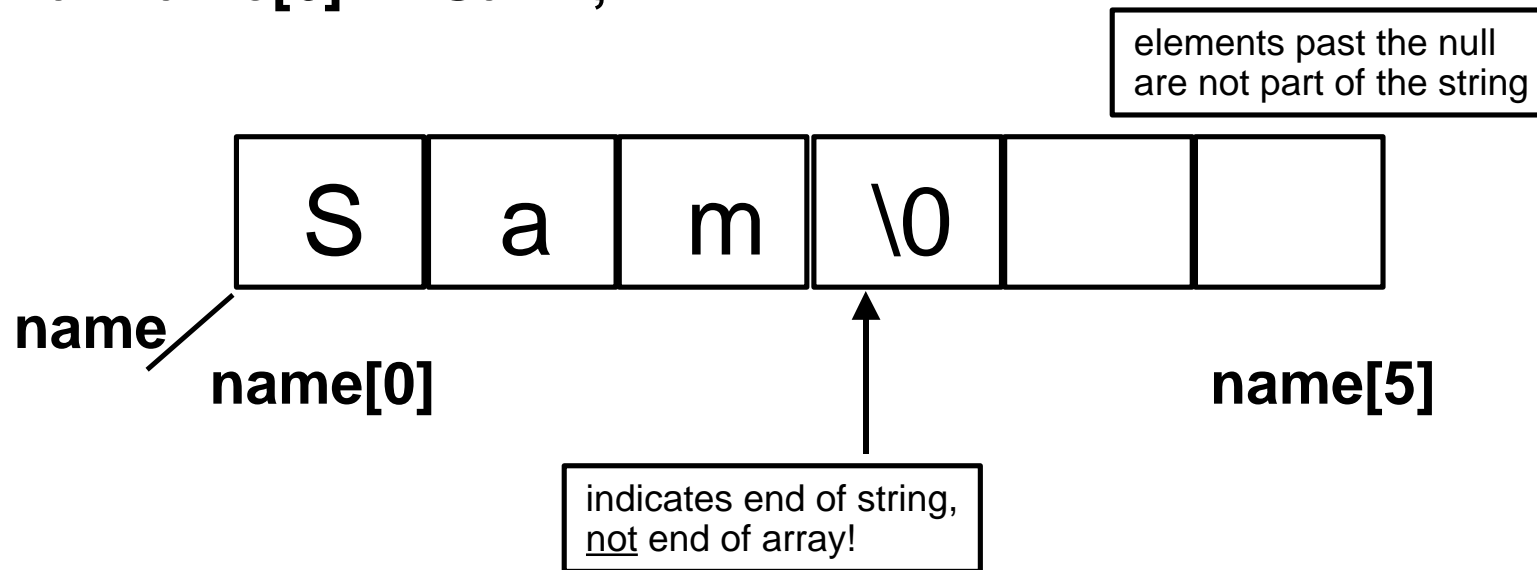 elements past the null
are not part of the string
S a m \0
name
name[0] name[5]
indicates end of string,
not end of array!